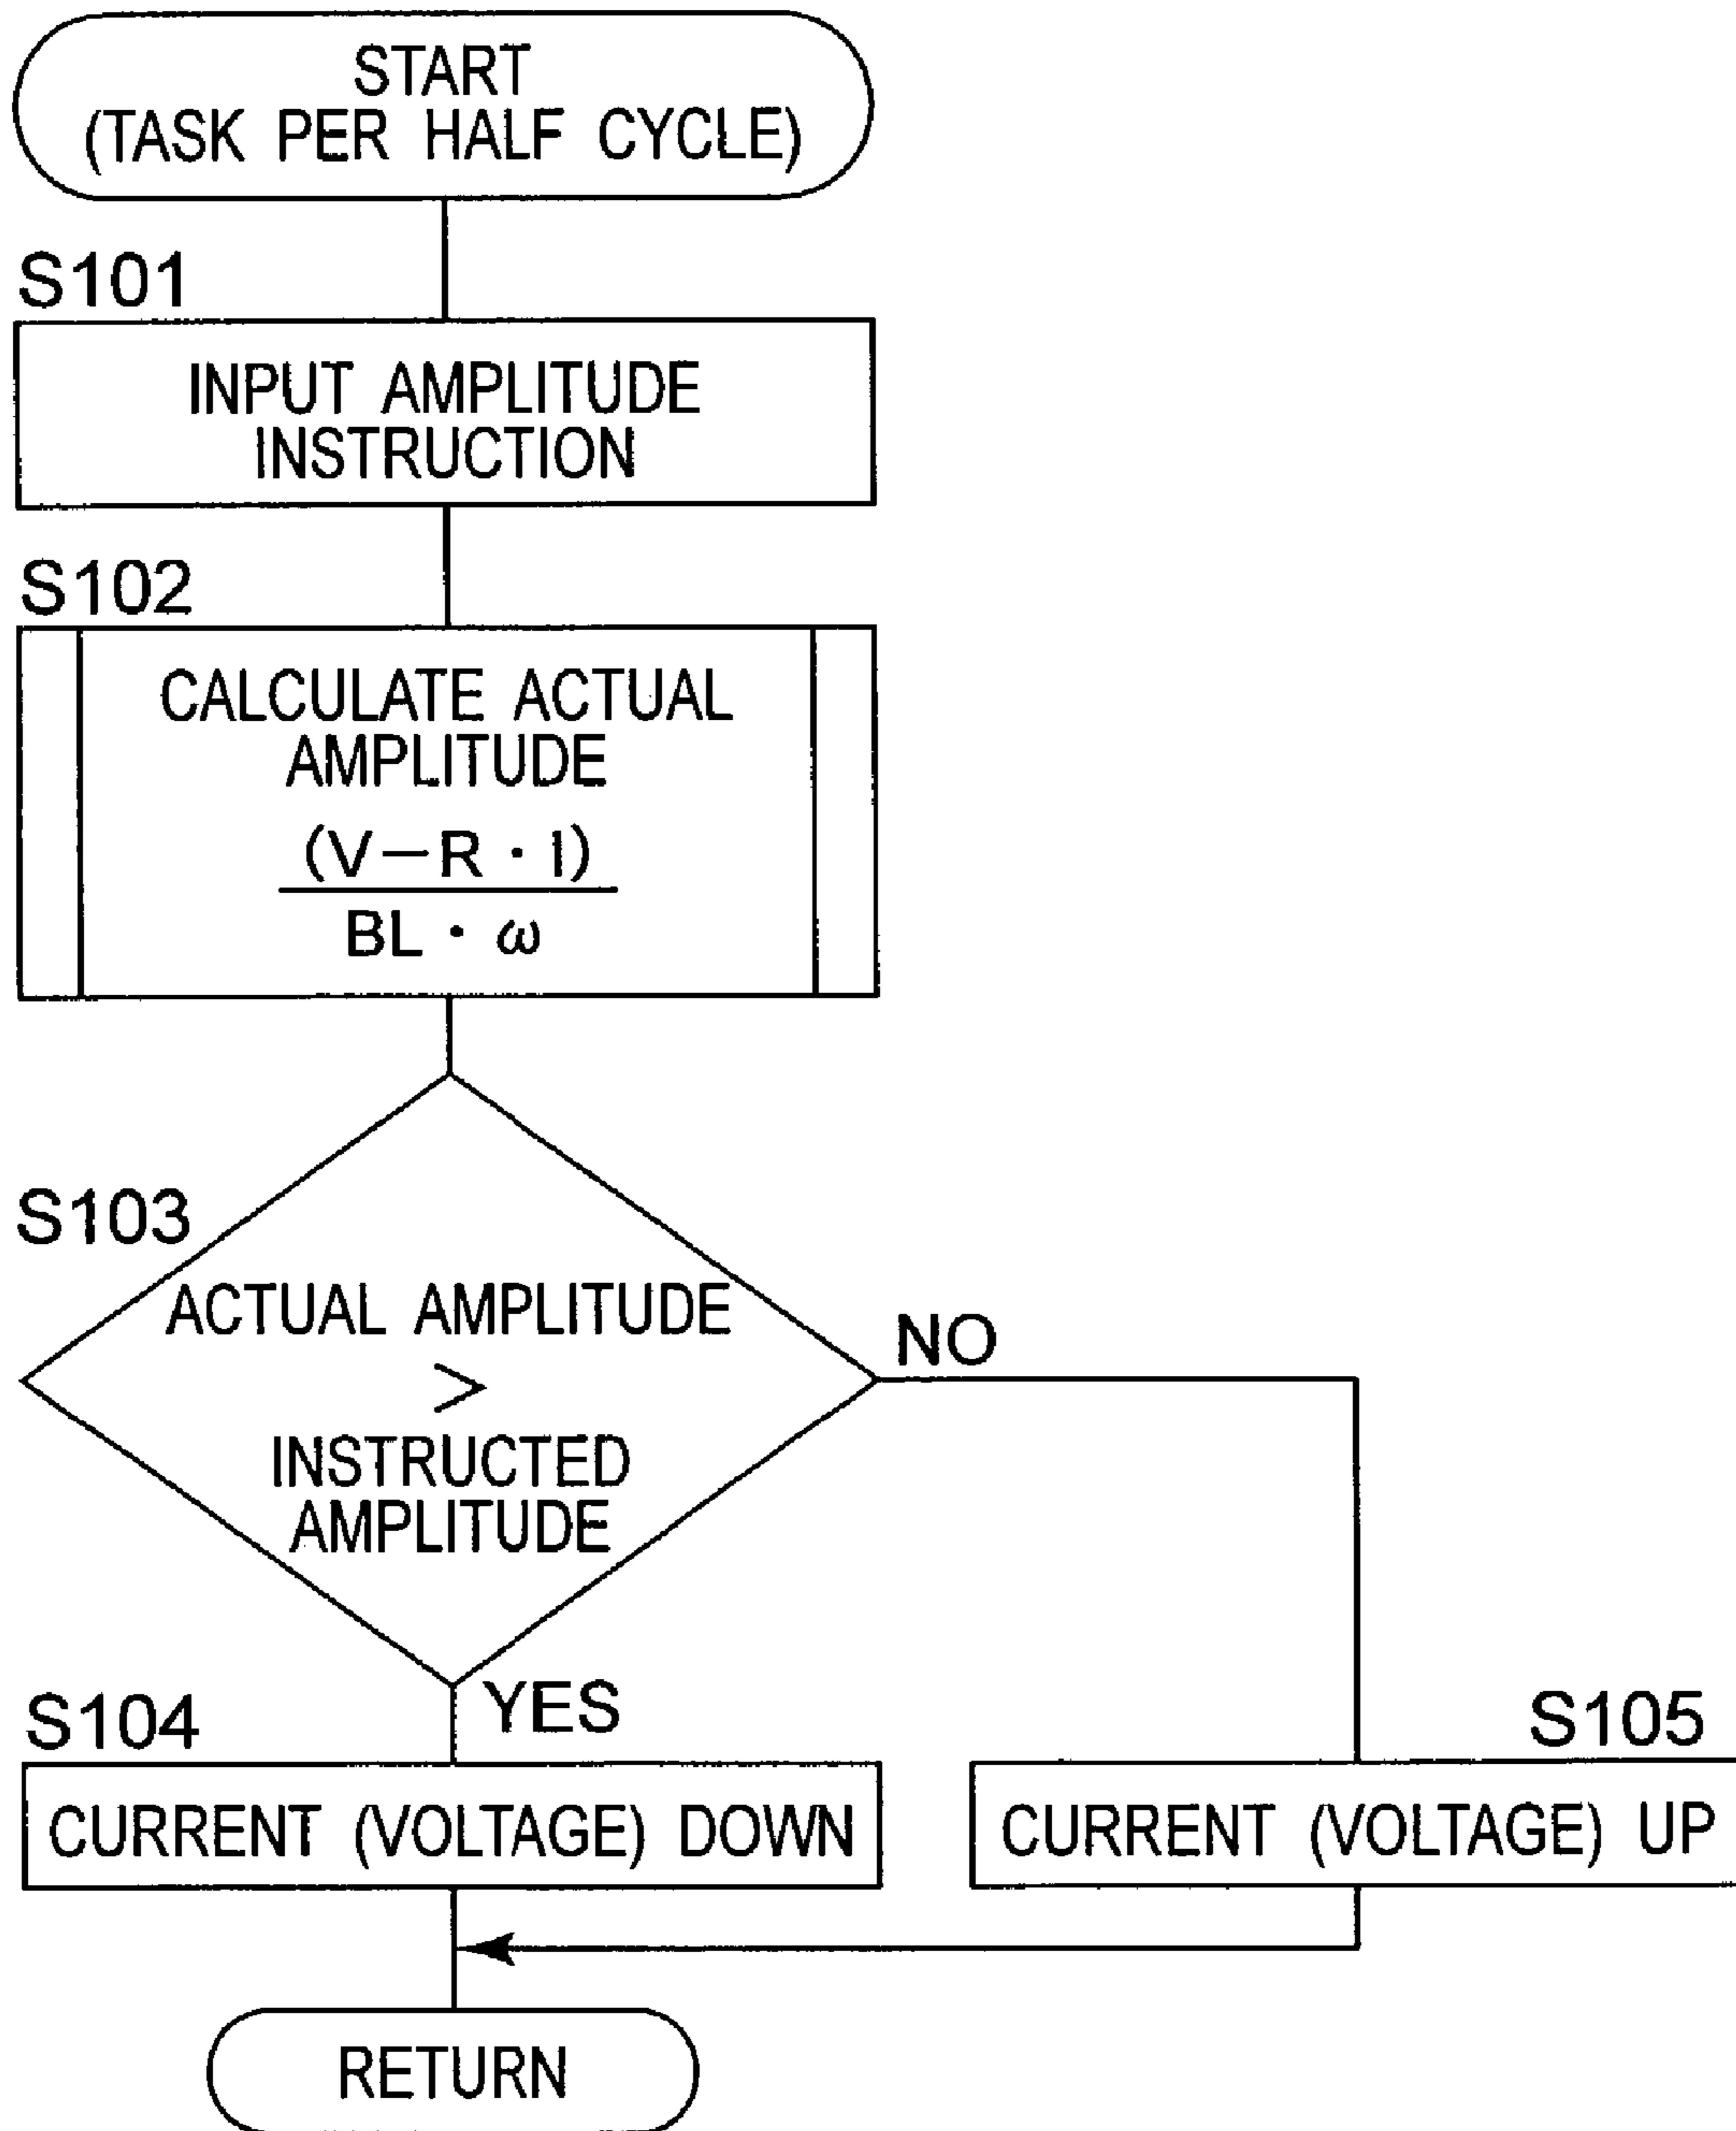 START
(TASK PER HALF CYCLE)
S101
INPUT AMPLITUDE
INSTRUCTION
S102
CALCULATE ACTUAL
AMPLITUDE
(V－R・I)
BL・ω
S103
ACTUAL AMPLITUDE
>
INSTRUCTED
AMPLITUDE
NO
YES
S104
CURRENT (VOLTAGE) DOWN
S105
CURRENT (VOLTAGE) UP
RETURN